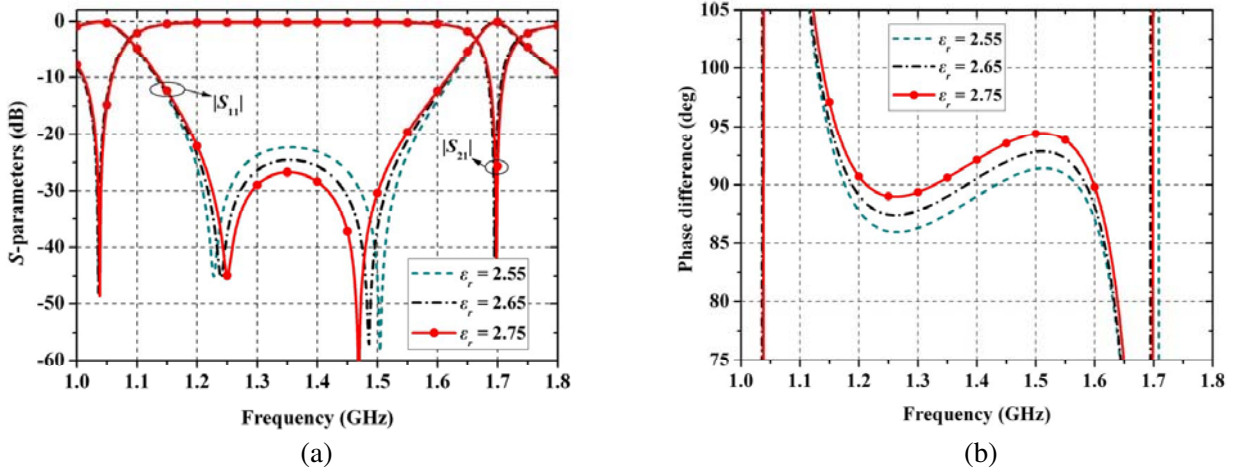 0
-10
-20
-30
-40
-50
-60
S-parameters (dB)
|S₁₁|
|S₂₁|
εᵣ = 2.55
εᵣ = 2.65
εᵣ = 2.75
1.0 1.1 1.2 1.3 1.4 1.5 1.6 1.7 1.8
Frequency (GHz)
(a)
105
100
95
90
85
80
75
Phase difference (deg)
εᵣ = 2.55
εᵣ = 2.65
εᵣ = 2.75
1.0 1.1 1.2 1.3 1.4 1.5 1.6 1.7 1.8
Frequency (GHz)
(b)